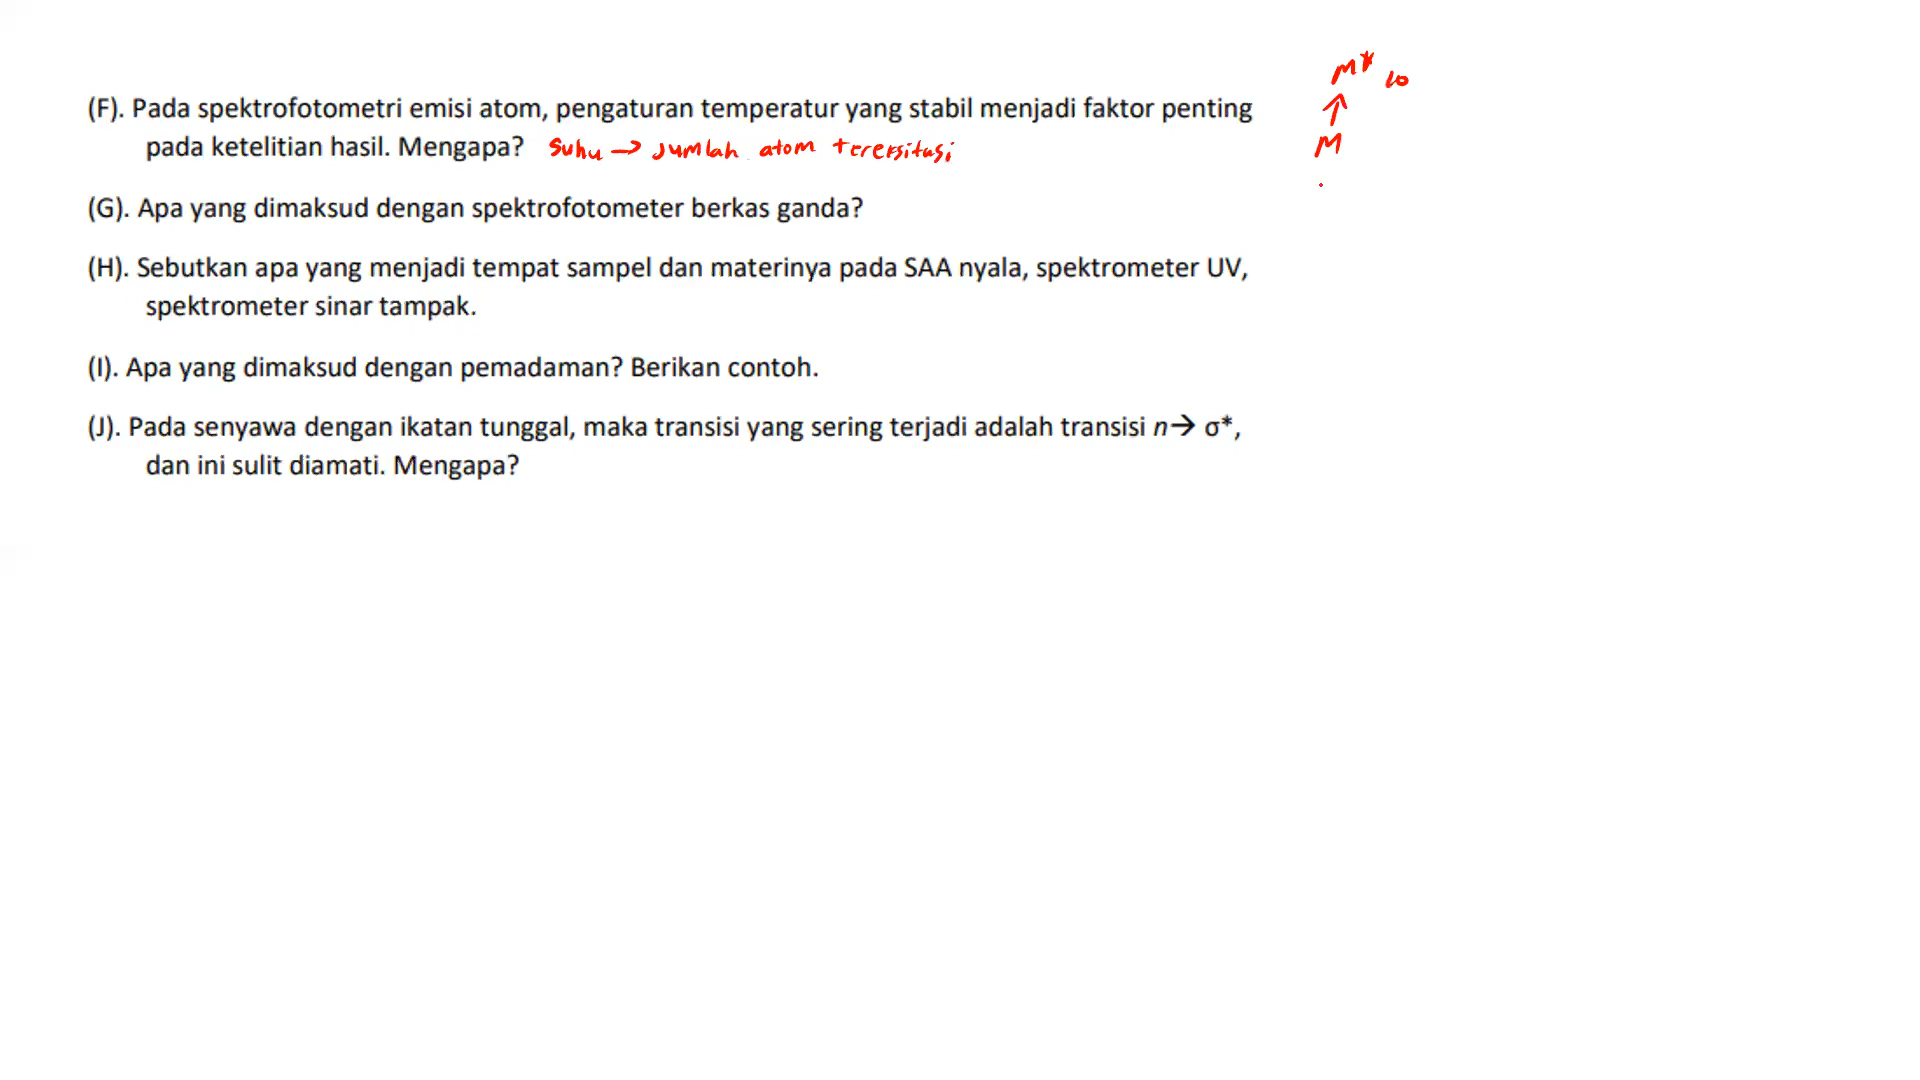 (F). Pada spektrofotometri emisi atom, pengaturan temperatur yang stabil menjadi faktor penting
pada ketelitian hasil. Mengapa? Suhu → Jumlah atom tereksitasi
M* 10
↑
M
(G). Apa yang dimaksud dengan spektrofotometer berkas ganda?
(H). Sebutkan apa yang menjadi tempat sampel dan materinya pada SAA nyala, spektrometer UV,
spektrometer sinar tampak.
(I). Apa yang dimaksud dengan pemadaman? Berikan contoh.
(J). Pada senyawa dengan ikatan tunggal, maka transisi yang sering terjadi adalah transisi n→ σ*,
dan ini sulit diamati. Mengapa?